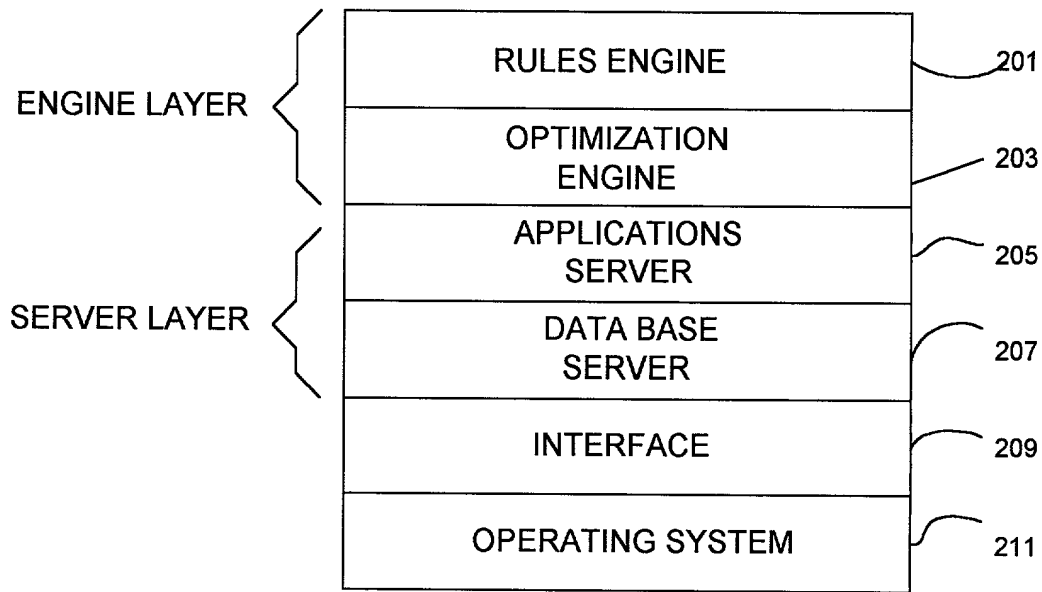 RULES ENGINE
201
ENGINE LAYER
OPTIMIZATION
ENGINE
203
APPLICATIONS
SERVER
205
SERVER LAYER
DATA BASE
SERVER
207
INTERFACE
209
OPERATING SYSTEM
211